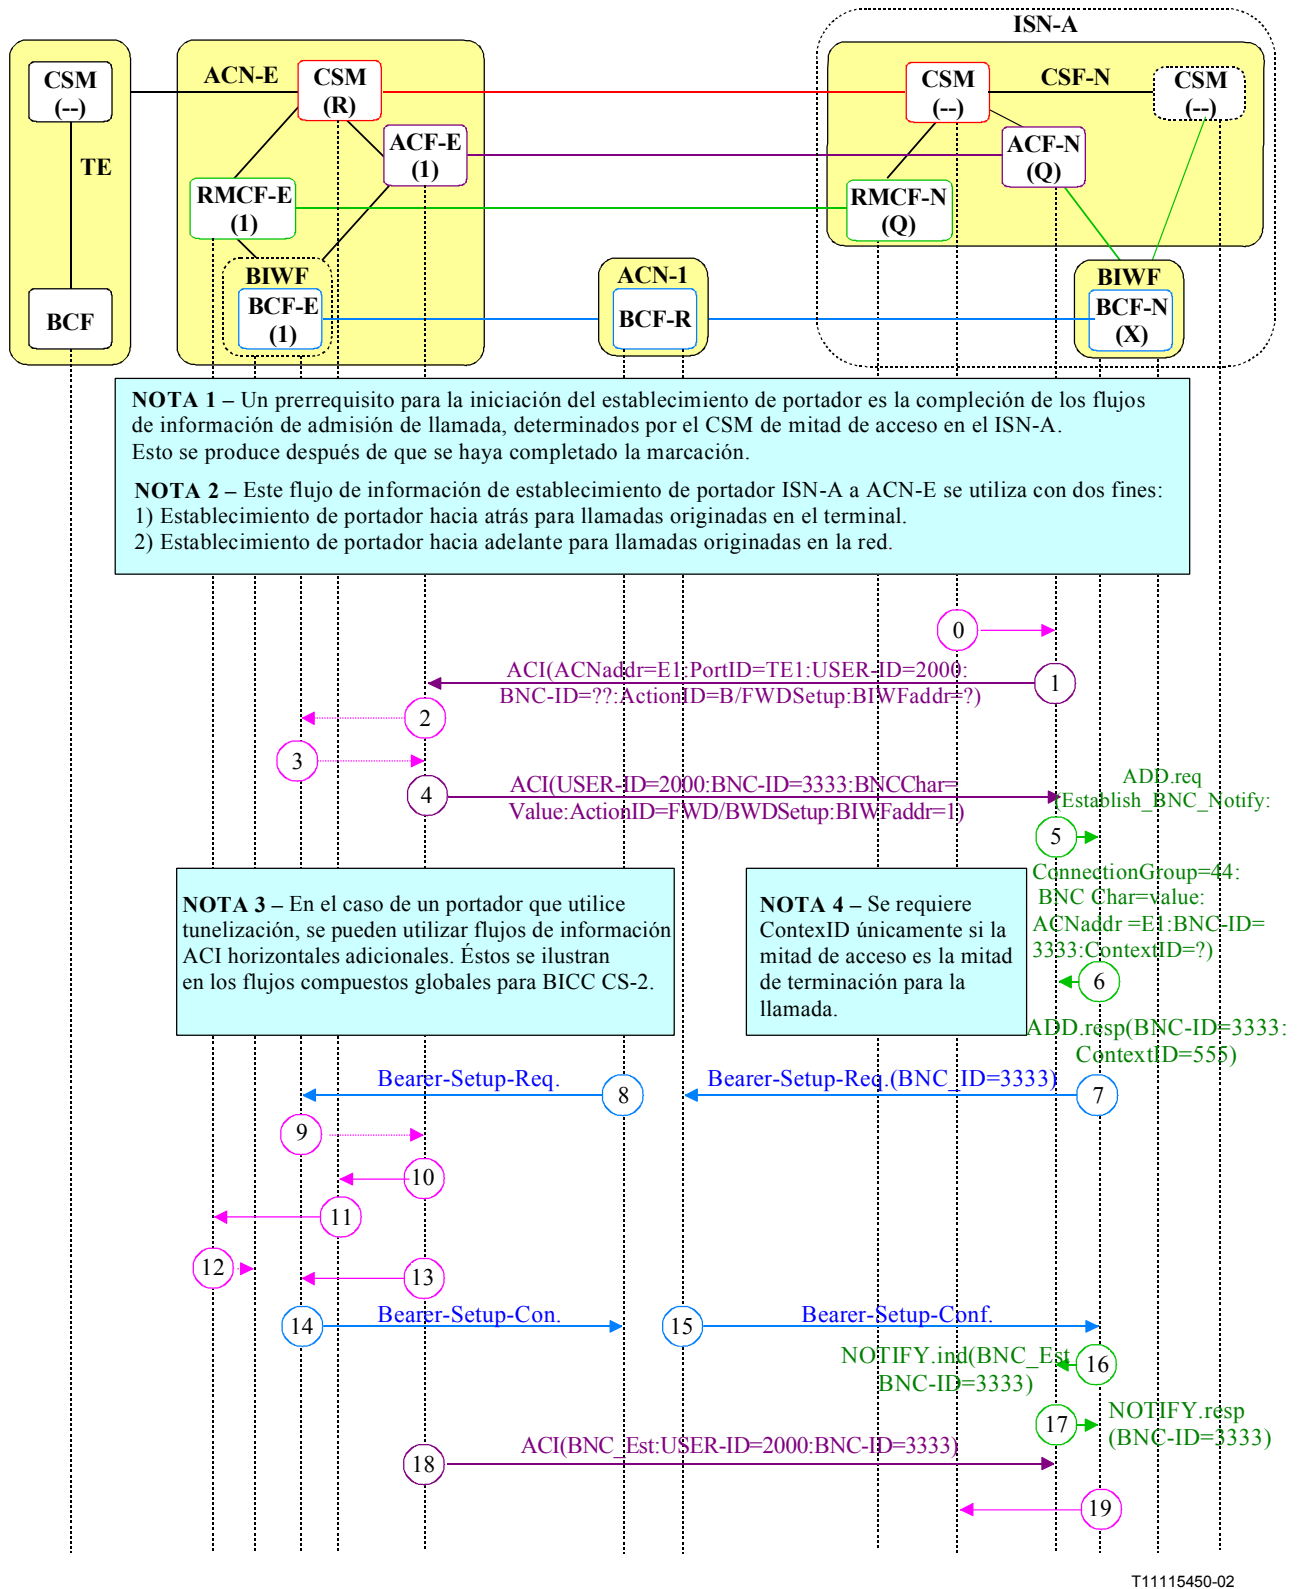 ISN-A
CSM
(--)
ACN-E
CSM
(R)
CSM
(--)
CSF-N
CSM
(--)
TE
ACF-E
(1)
ACF-N
(Q)
RMCF-E
(1)
RMCF-N
(Q)
BCF
BIWF
BCF-E
(1)
ACN-1
BCF-R
BIWF
BCF-N
(X)
NOTA 1 – Un prerrequisito para la iniciación del establecimiento de portador es la compleción de los flujos
de información de admisión de llamada, determinados por el CSM de mitad de acceso en el ISN-A.
Esto se produce después de que se haya completado la marcación.
NOTA 2 – Este flujo de información de establecimiento de portador ISN-A a ACN-E se utiliza con dos fines:
1) Establecimiento de portador hacia atrás para llamadas originadas en el terminal.
2) Establecimiento de portador hacia adelante para llamadas originadas en la red.
0
ACI(ACNaddr=E1:PortID=TE1:USER-ID=2000:
BNC-ID=??:ActionID=B/FWDSetup:BIWFaddr=?)
1
2
3
4
ACI(USER-ID=2000:BNC-ID=3333:BNCChar=
Value:ActionID=FWD/BWDSetup:BIWFaddr=1)
ADD.req
(Establish_BNC_Notify:
5
ConnectionGroup=44:
BNC Char=value:
ACNaddr =E1:BNC-ID=
3333:ContextID=?)
NOTA 3 – En el caso de un portador que utilice
tunelización, se pueden utilizar flujos de información
ACI horizontales adicionales. Éstos se ilustran
en los flujos compuestos globales para BICC CS-2.
NOTA 4 – Se requiere
ContexID únicamente si la
mitad de acceso es la mitad
de terminación para la
llamada.
6
ADD.resp(BNC-ID=3333:
ContextID=555)
Bearer-Setup-Req.
8
Bearer-Setup-Req.(BNC_ID=3333)
7
9
10
11
12
13
14
Bearer-Setup-Con.
15
Bearer-Setup-Conf.
NOTIFY.ind(BNC_Est
BNC-ID=3333)
16
17
NOTIFY.resp
(BNC-ID=3333)
18
ACI(BNC_Est:USER-ID=2000:BNC-ID=3333)
19
T11115450-02